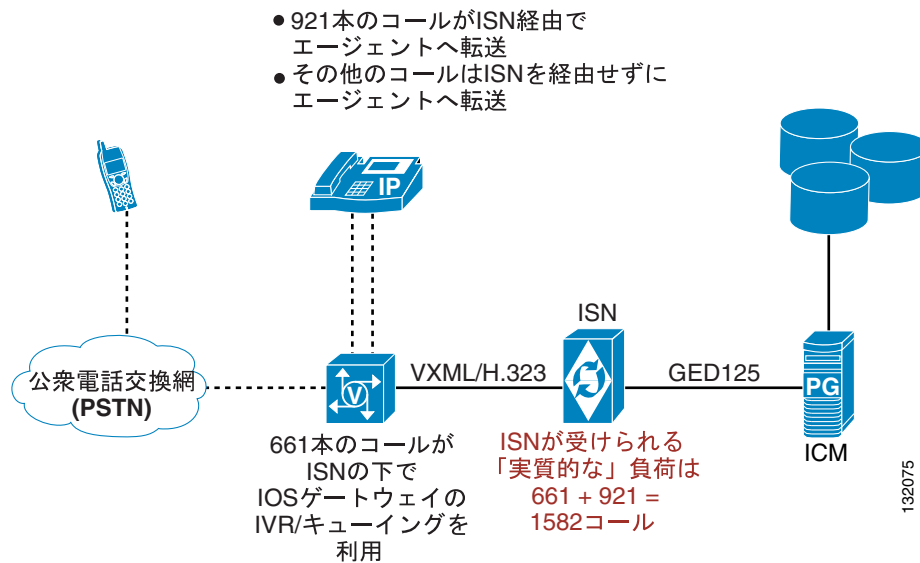 ● 921本のコールがISN経由で
エージェントへ転送
● その他のコールはISNを経由せずに
エージェントへ転送
IP
ISN
公衆電話交換網
(PSTN)
V
VXML/H.323
GED125
PG
ICM
661本のコールが
ISNの下で
IOSゲートウェイの
IVR/キューイングを
利用
ISNが受けられる
「実質的な」負荷は
661 + 921 =
1582コール
132075